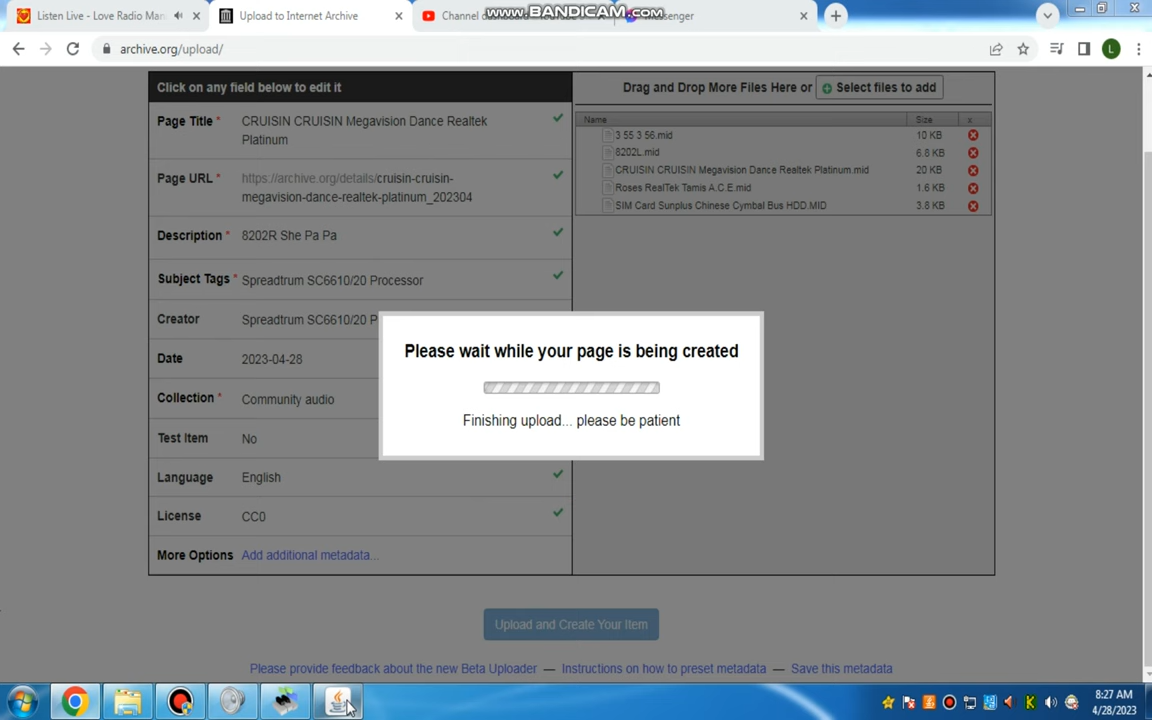 Listen Live - Love Radio Man
Upload to Internet Archive
Channel dashboard - YouTube
Messenger
www.BANDICAM.com
archive.org/upload/
L
Click on any field below to edit it
Drag and Drop More Files Here or
Select files to add
Page Title * CRUISIN CRUISIN Megavision Dance Realtek
Platinum
Page URL * https://archive.org/details/cruisin-cruisin-
megavision-dance-realtek-platinum_202304
Description * 8202R She Pa Pa
Subject Tags * Spreadtrum SC6610/20 Processor
Creator Spreadtrum SC6610/20 P
Date 2023-04-28
Collection * Community audio
Test Item No
Language English
License CC0
More Options Add additional metadata...
Name Size x
3 55 3 56.mid 10 KB
8202L.mid 6.8 KB
CRUISIN CRUISIN Megavision Dance Realtek Platinum.mid 20 KB
Roses RealTek Tamis A.C.E.mid 1.6 KB
SIM Card Sunplus Chinese Cymbal Bus HDD.MID 3.8 KB
Please wait while your page is being created
Finishing upload... please be patient
Upload and Create Your Item
Please provide feedback about the new Beta Uploader — Instructions on how to preset metadata — Save this metadata
8:27 AM
4/28/2023